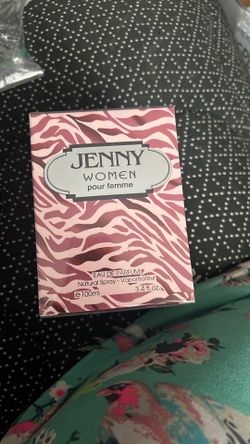 JENNY
WOMEN
pour femme
EAU DE PARFUM
Natural Spray - Vaporisateur
e 100ml 3.4 fl.oz.